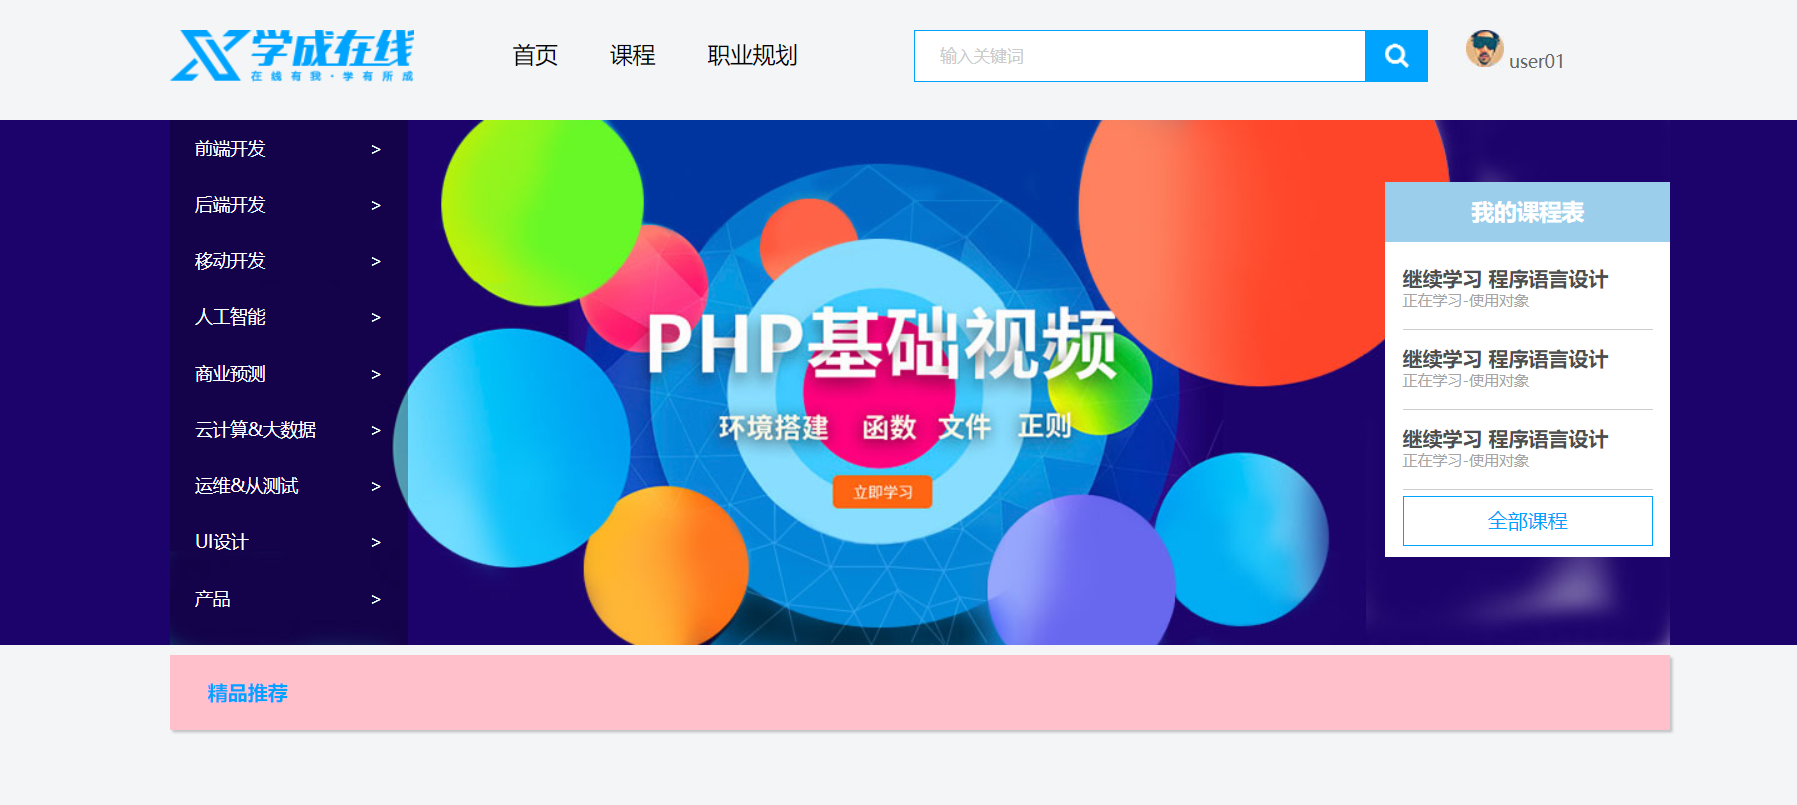 学成在线
在线有我·学有所成
首页 课程 职业规划
输入关键词
user01
前端开发 >
后端开发 >
移动开发 >
人工智能 >
商业预测 >
云计算&大数据 >
运维&从测试 >
UI设计 >
产品 >
PHP基础视频
环境搭建 函数 文件 正则
立即学习
我的课程表
继续学习 程序语言设计
正在学习-使用对象
继续学习 程序语言设计
正在学习-使用对象
继续学习 程序语言设计
正在学习-使用对象
全部课程
精品推荐